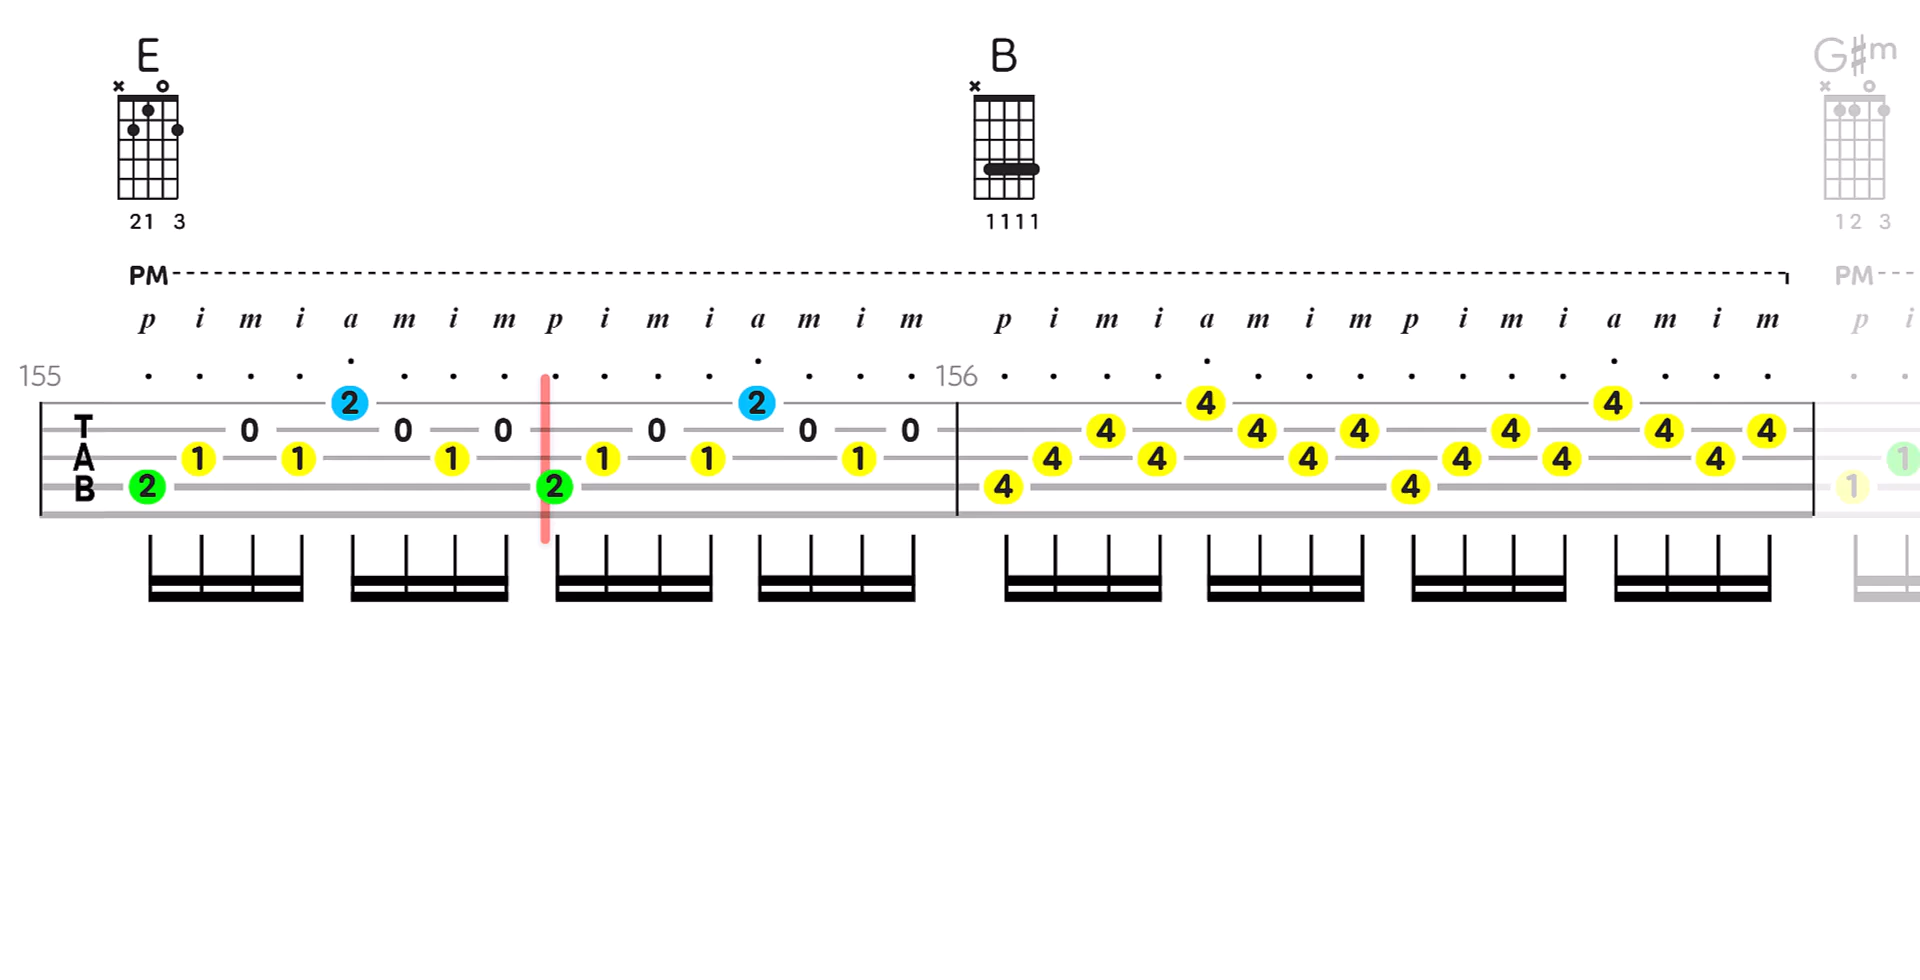 E B G♯m
× o × × o
21 3 1111 12 3
PM PM
p i m i a m i m p i m i a m i m p i m i a m i m p i m i a m i m p i
155 156
2 2 4 4
T 0 0 0 0 0 0 4 4 4 4 4 4
A 1 1 1 1 1 1 4 4 4 4 4 4 1
B 2 2 4 4 1